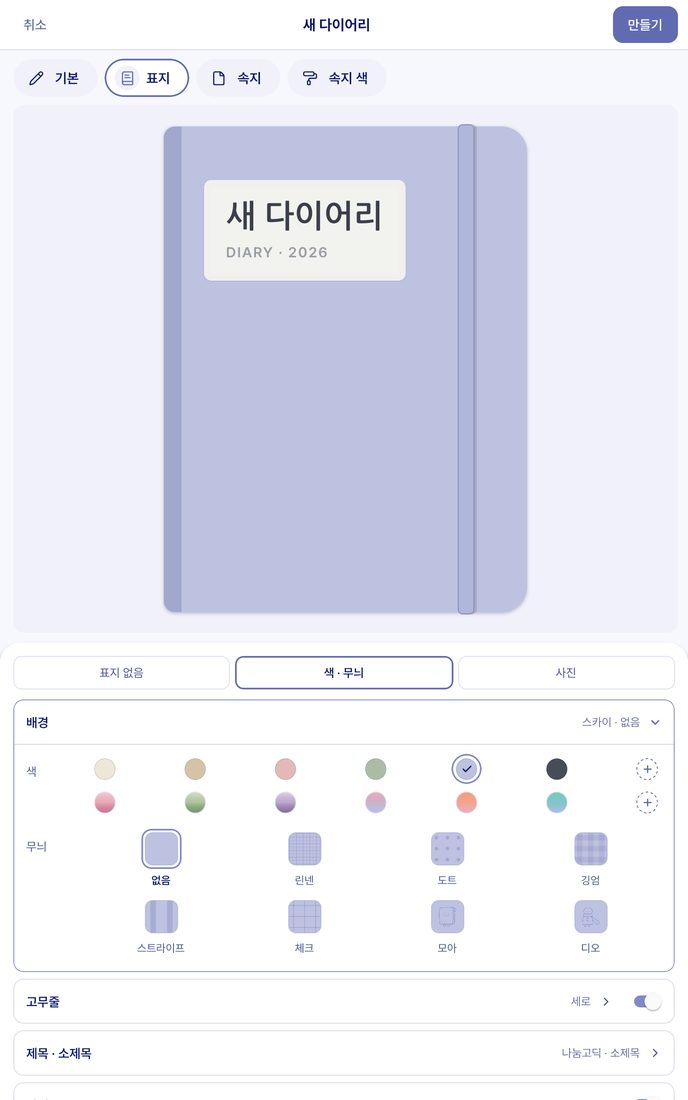 취소
새 다이어리
만들기
기본
표지
속지
속지 색
새 다이어리
DIARY · 2026
표지 없음
색 · 무늬
사진
배경
스카이 · 없음
색
무늬
없음
린넨
도트
깅엄
스트라이프
체크
모아
디오
고무줄
세로
제목 · 소제목
나눔고딕 · 소제목